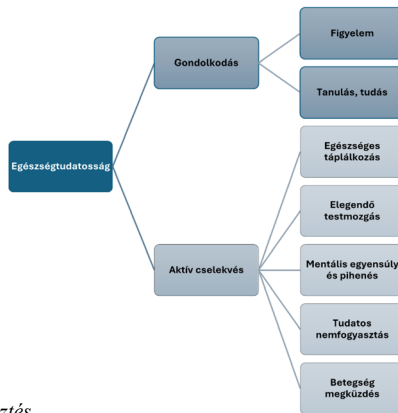 Egészségtudatosság
Gondolkodás
Figyelem
Tanulás, tudás
Aktív cselekvés
Egészséges
táplálkozás
Elegendő
testmozgás
Mentális egyensúly
és pihenés
Tudatos
nemfogyasztás
Betegség
megküzdés